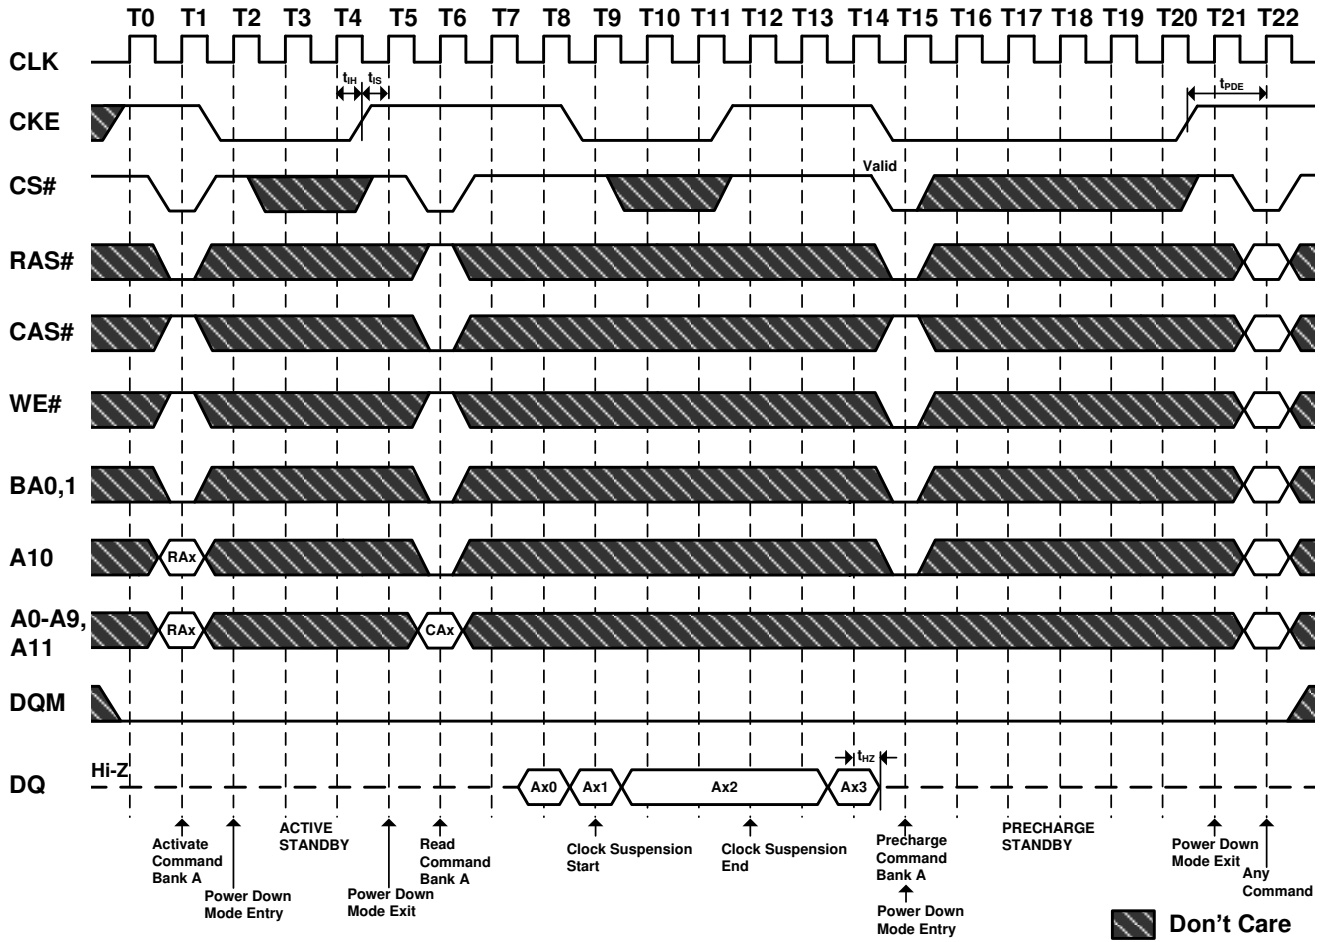 T0 T1 T2 T3 T4 T5 T6 T7 T8 T9 T10 T11 T12 T13 T14 T15 T16 T17 T18 T19 T20 T21 T22
CLK
tIH tIS
tPDE
CKE
Valid
CS#
RAS#
CAS#
WE#
BA0,1
A10
RAx
A0-A9,
A11
RAx
CAx
DQM
Hi-Z
tHZ
DQ
Ax0
Ax1
Ax2
Ax3
Activate
Command
Bank A
Power Down
Mode Entry
ACTIVE
STANDBY
Power Down
Mode Exit
Read
Command
Bank A
Clock Suspension
Start
Clock Suspension
End
Precharge
Command
Bank A
Power Down
Mode Entry
PRECHARGE
STANDBY
Power Down
Mode Exit
Any
Command
Don't Care